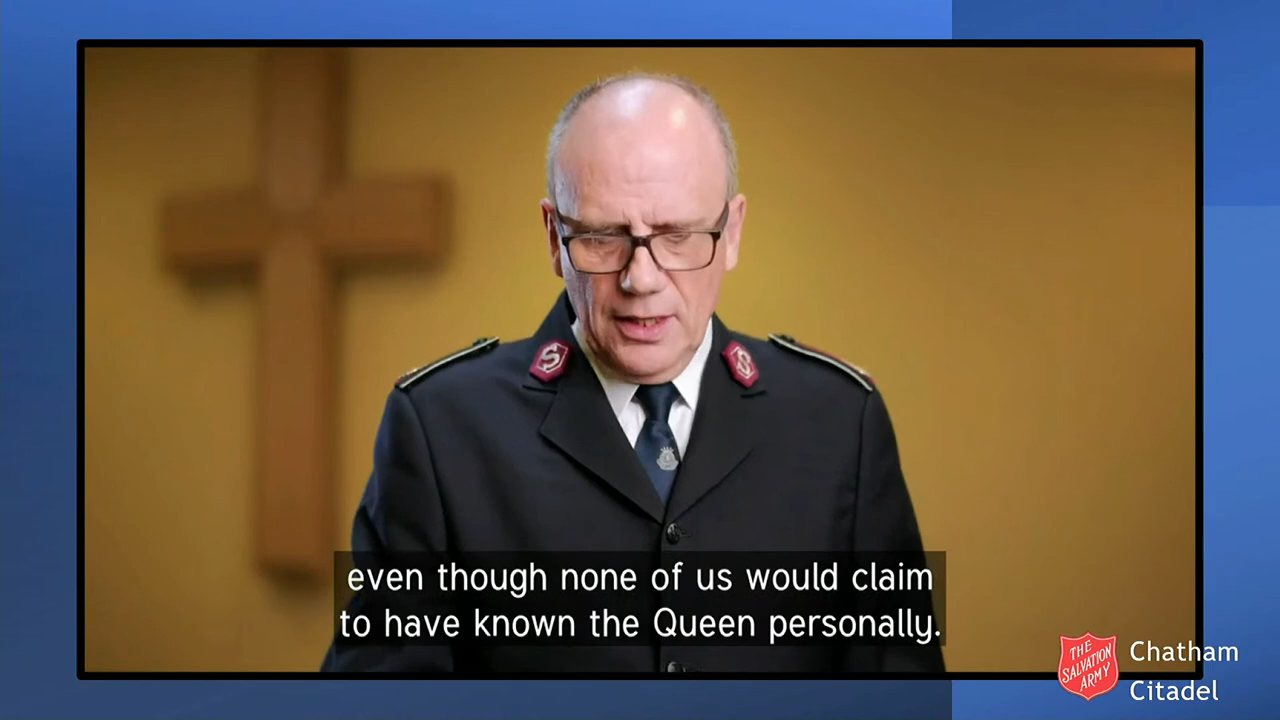 S
S
even though none of us would claim
to have known the Queen personally.
THE
SALVATION
ARMY
Chatham
Citadel